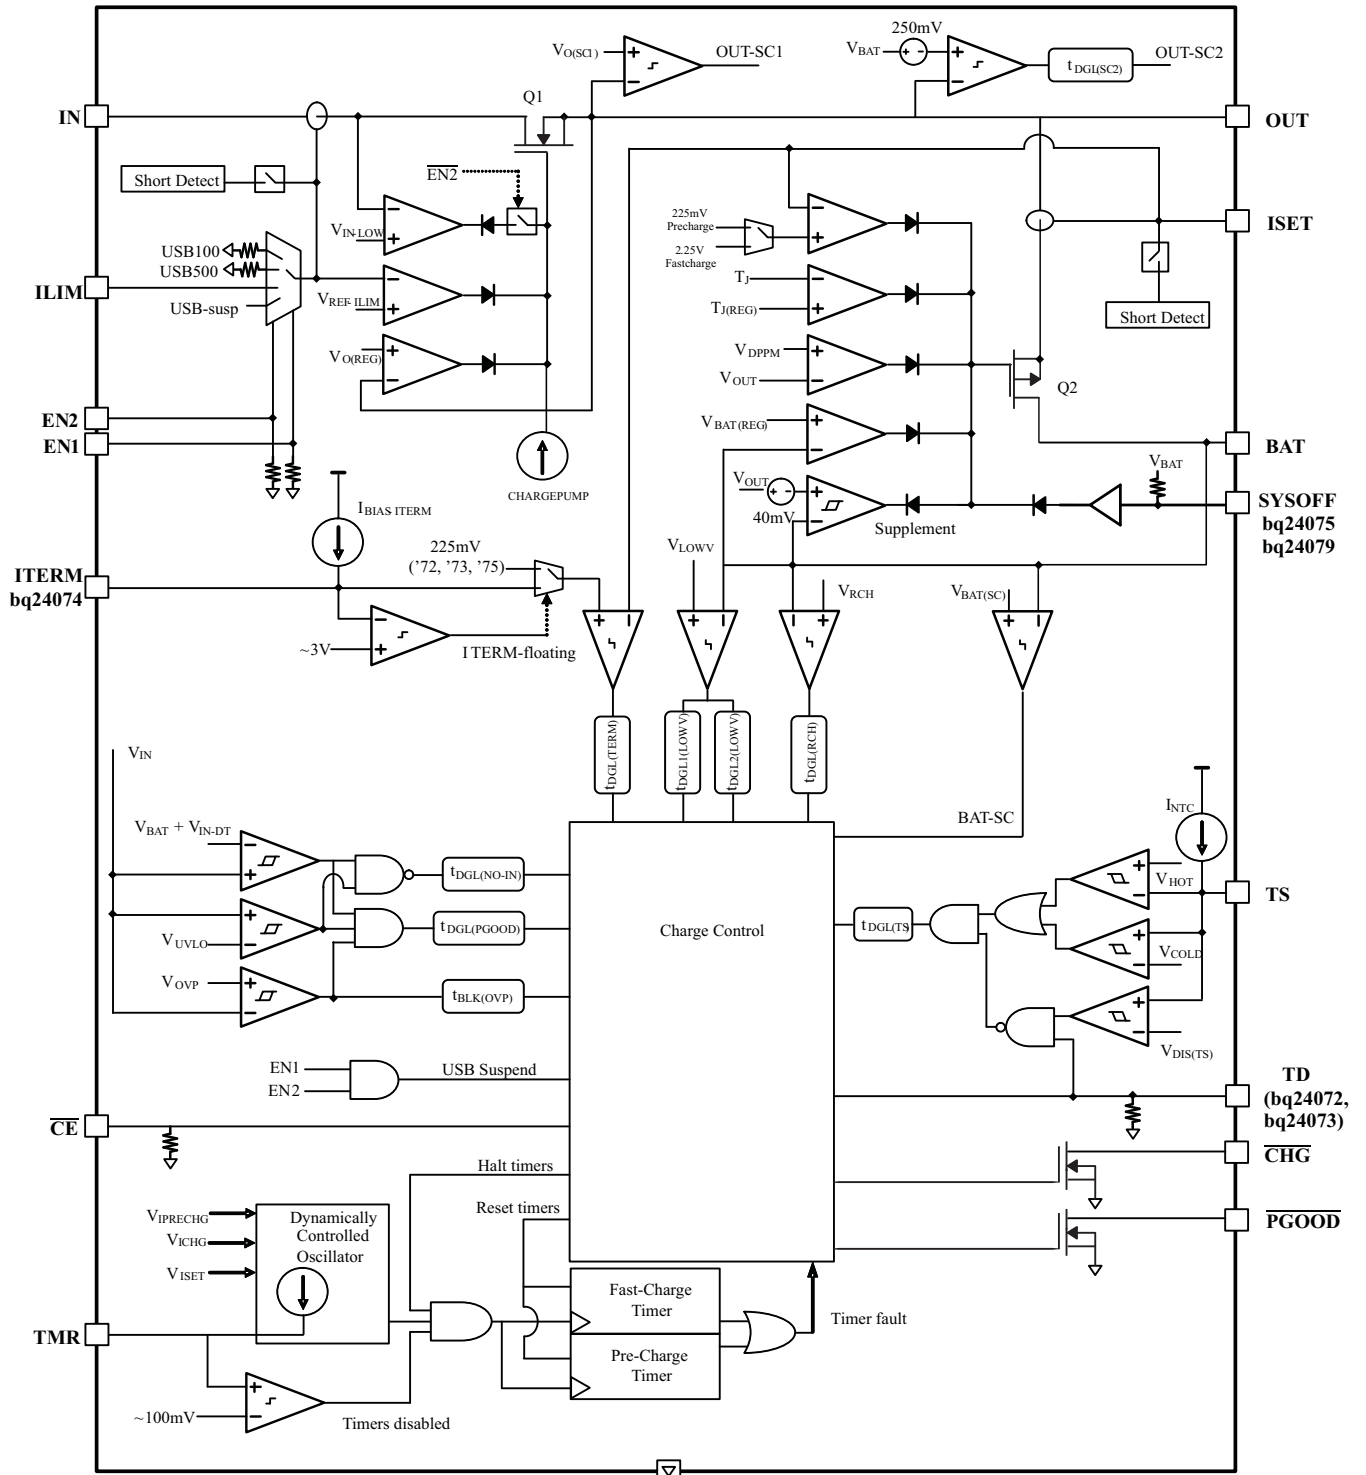 250mV
VO(SC1)
OUT-SC1
VBAT
tDGL(SC2)
OUT-SC2
Q1
IN
OUT
EN2
Short Detect
225mV
Precharge
2.25V
Fastcharge
ISET
VIN-LOW
USB100
USB500
ILIM
USB-susp
VREF-ILIM
TJ
TJ(REG)
Short Detect
VO(REG)
VDPPM
VOUT
Q2
EN2
EN1
VBAT(REG)
BAT
CHARGEPUMP
VOUT
40mV
Supplement
VBAT
SYSOFF
bq24075
bq24079
IBIAS ITERM
225mV
('72, '73, '75)
VLOWV
ITERM
bq24074
VRCH
VBAT(SC)
~3V
ITERM-floating
tDGL(TERM)
tDGL1(LOWV)
tDGL2(LOWV)
tDGL(RCH)
BAT-SC
VIN
VBAT + VIN-DT
tDGL(NO-IN)
INTC
VHOT
TS
VUVLO
tDGL(PGOOD)
Charge Control
tDGL(TS)
VCOLD
VOVP
tBLK(OVP)
VDIS(TS)
EN1
EN2
USB Suspend
TD
(bq24072,
bq24073)
CE
CHG
Halt timers
Reset timers
PGOOD
VIPRECHG
VICHG
VISET
Dynamically
Controlled
Oscillator
Fast-Charge
Timer
Pre-Charge
Timer
Timer fault
TMR
~100mV
Timers disabled